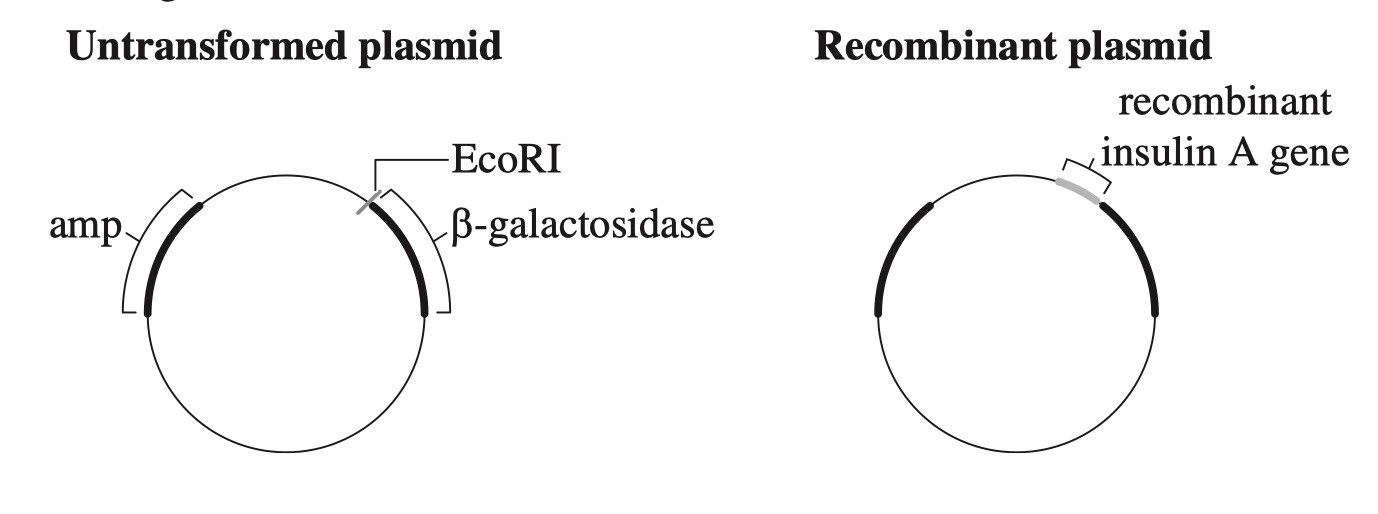 Untransformed plasmid
Recombinant plasmid
recombinant
insulin A gene
EcoRI
amp
β-galactosidase